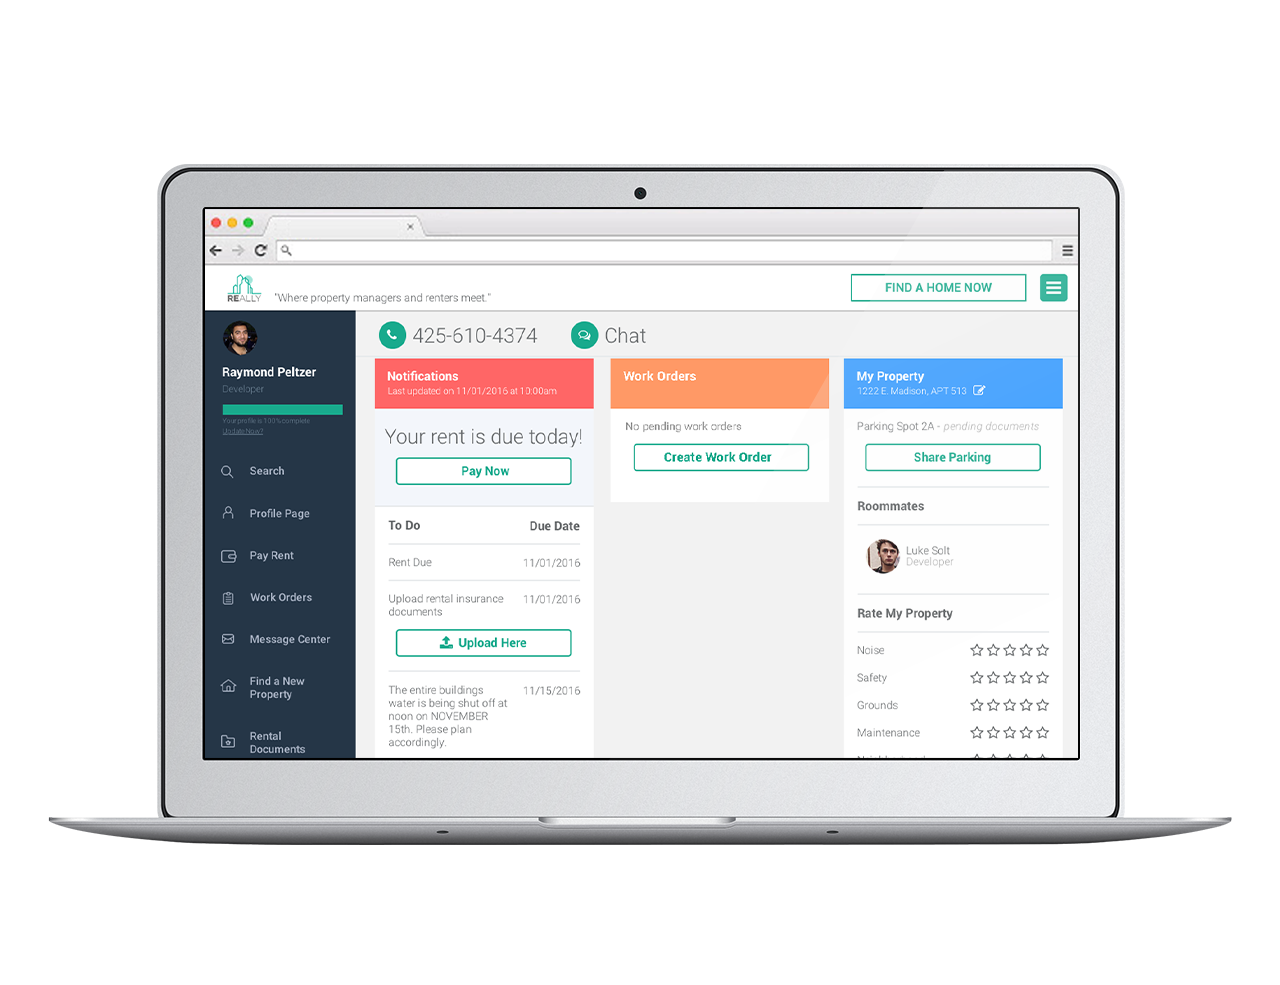 REALLY
"Where property managers and renters meet."
FIND A HOME NOW
Raymond Peltzer
Developer
Your profile is 100% complete
Update Now?
Search
Profile Page
Pay Rent
Work Orders
Message Center
Find a New
Property
Rental
Documents
425-610-4374
Chat
Notifications
Last updated on 11/01/2016 at 10:00am
Your rent is due today!
Pay Now
To Do Due Date
Rent Due 11/01/2016
Upload rental insurance 11/01/2016
documents
Upload Here
The entire buildings 11/15/2016
water is being shut off at
noon on NOVEMBER
15th. Please plan
accordingly.
Work Orders
No pending work orders
Create Work Order
My Property
1222 E. Madison, APT 513
Parking Spot 2A - pending documents
Share Parking
Roommates
Luke Solt
Developer
Rate My Property
Noise
Safety
Grounds
Maintenance